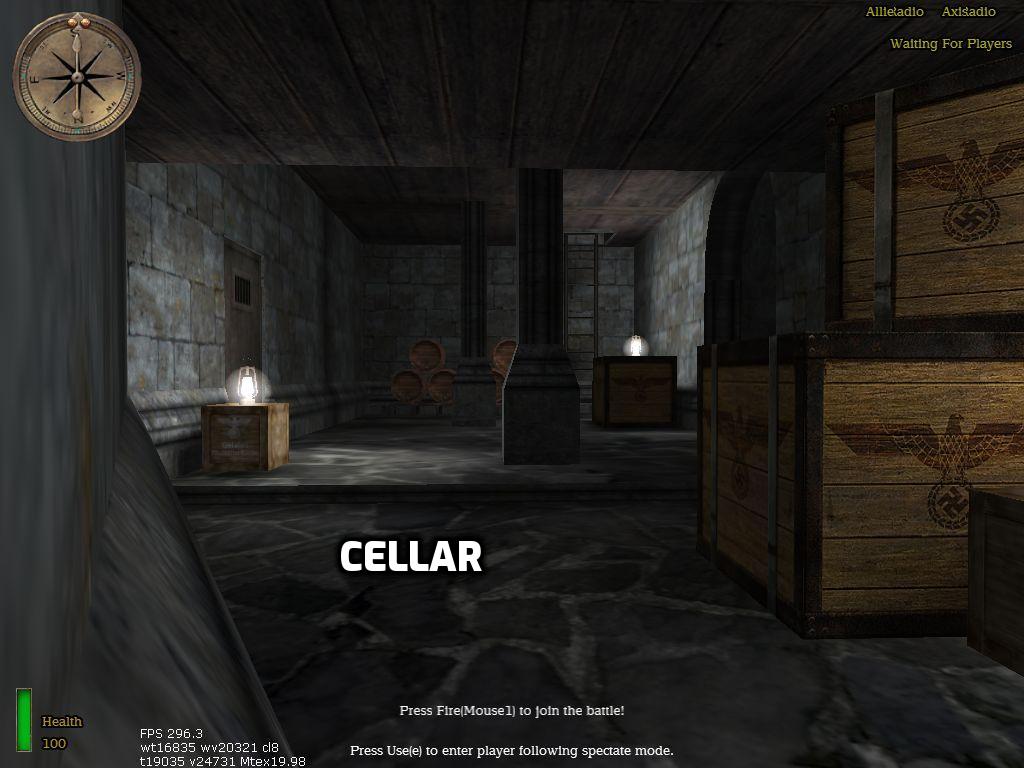 Allieładio Axisadio
Waiting For Players
CELLAR
Press Fire(Mouse1) to join the battle!
Health
100
FPS 296.3
wt16835 wv20321 cl8
Press Use(e) to enter player following spectate mode.
t19035 v24731 Mtex19.98